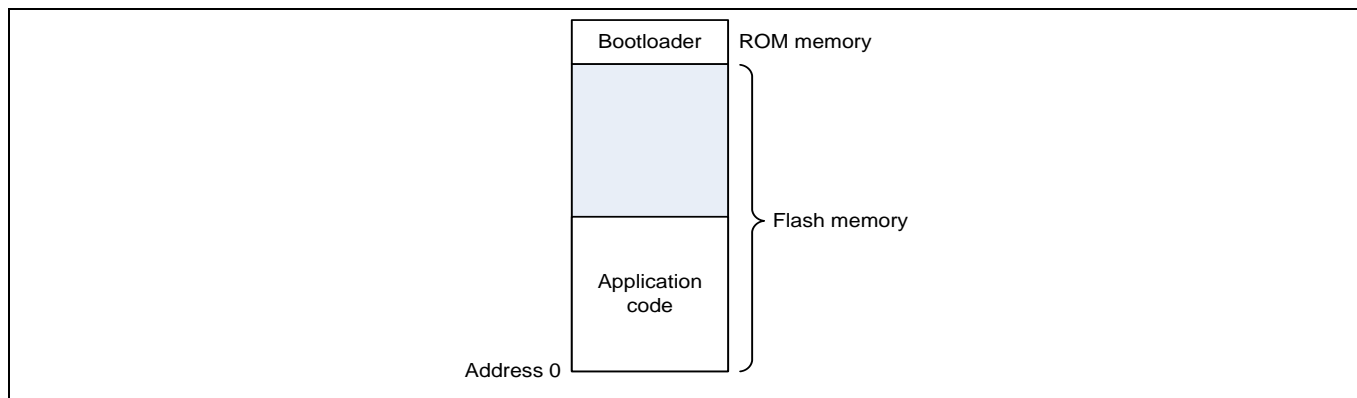 Bootloader
ROM memory
Flash memory
Application
code
Address 0